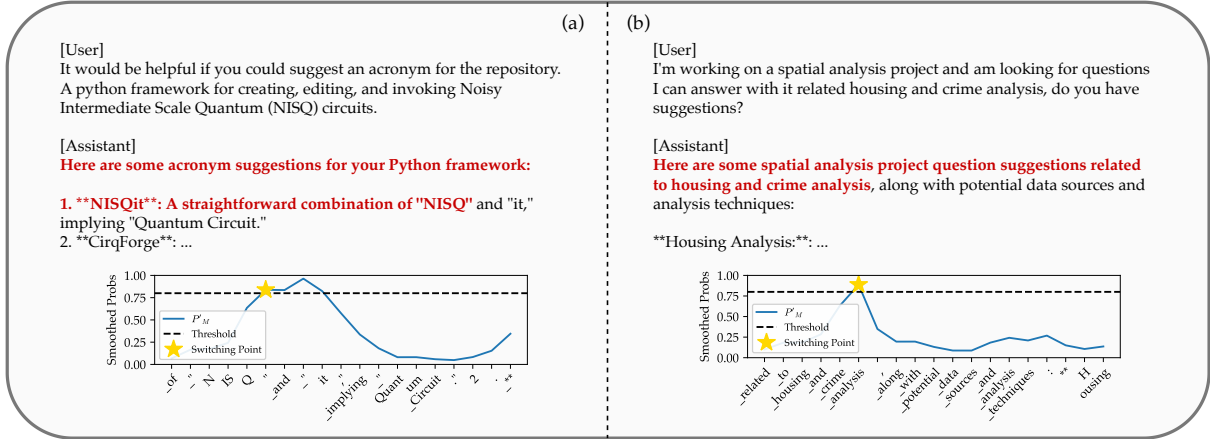 (a)
[User]
It would be helpful if you could suggest an acronym for the repository.
A python framework for creating, editing, and invoking Noisy
Intermediate Scale Quantum (NISQ) circuits.
[Assistant]
Here are some acronym suggestions for your Python framework:
1. **NISQit**: A straightforward combination of "NISQ" and "it,"
implying "Quantum Circuit."
2. **CirqForge**: ...
Smoothed Probs
1.00
0.75
0.50
0.25
0.00
P'_M
Threshold
Switching Point
_of
_"
N
IS
Q
"
_and
_"
it
,"
_implying
_"
Quant
um
_Circuit
."
2
.
_**
(b)
[User]
I'm working on a spatial analysis project and am looking for questions
I can answer with it related housing and crime analysis, do you have
suggestions?
[Assistant]
Here are some spatial analysis project question suggestions related
to housing and crime analysis, along with potential data sources and
analysis techniques:
**Housing Analysis:**: ...
Smoothed Probs
1.00
0.75
0.50
0.25
0.00
P'_M
Threshold
Switching Point
_related
_to
_housing
_and
_crime
_analysis
,
_along
_with
_potential
_data
_sources
_and
_analysis
_techniques
:
**
H
ousing